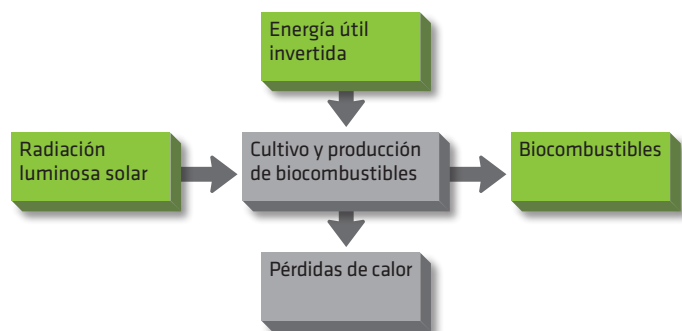 Energía útil
invertida
Radiación
luminosa solar
Cultivo y producción
de biocombustibles
Biocombustibles
Pérdidas de calor